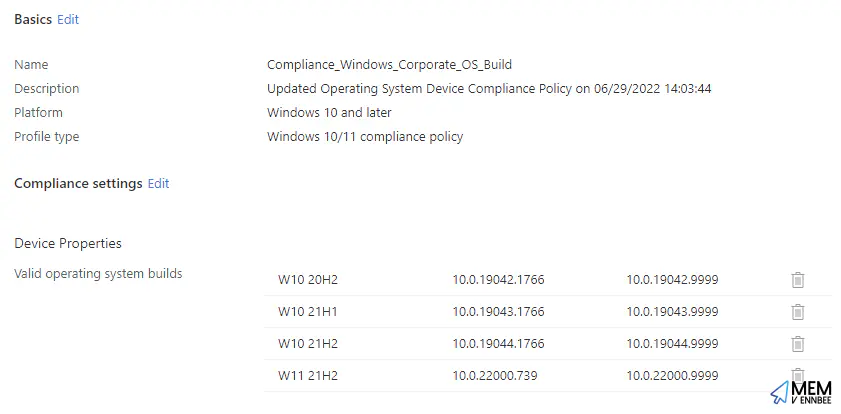 Basics Edit
Name Compliance_Windows_Corporate_OS_Build
Description Updated Operating System Device Compliance Policy on 06/29/2022 14:03:44
Platform Windows 10 and later
Profile type Windows 10/11 compliance policy
Compliance settings Edit
Device Properties
Valid operating system builds
W10 20H2 10.0.19042.1766 10.0.19042.9999
W10 21H1 10.0.19043.1766 10.0.19043.9999
W10 21H2 10.0.19044.1766 10.0.19044.9999
W11 21H2 10.0.22000.739 10.0.22000.9999
MEM
V ENNBEE